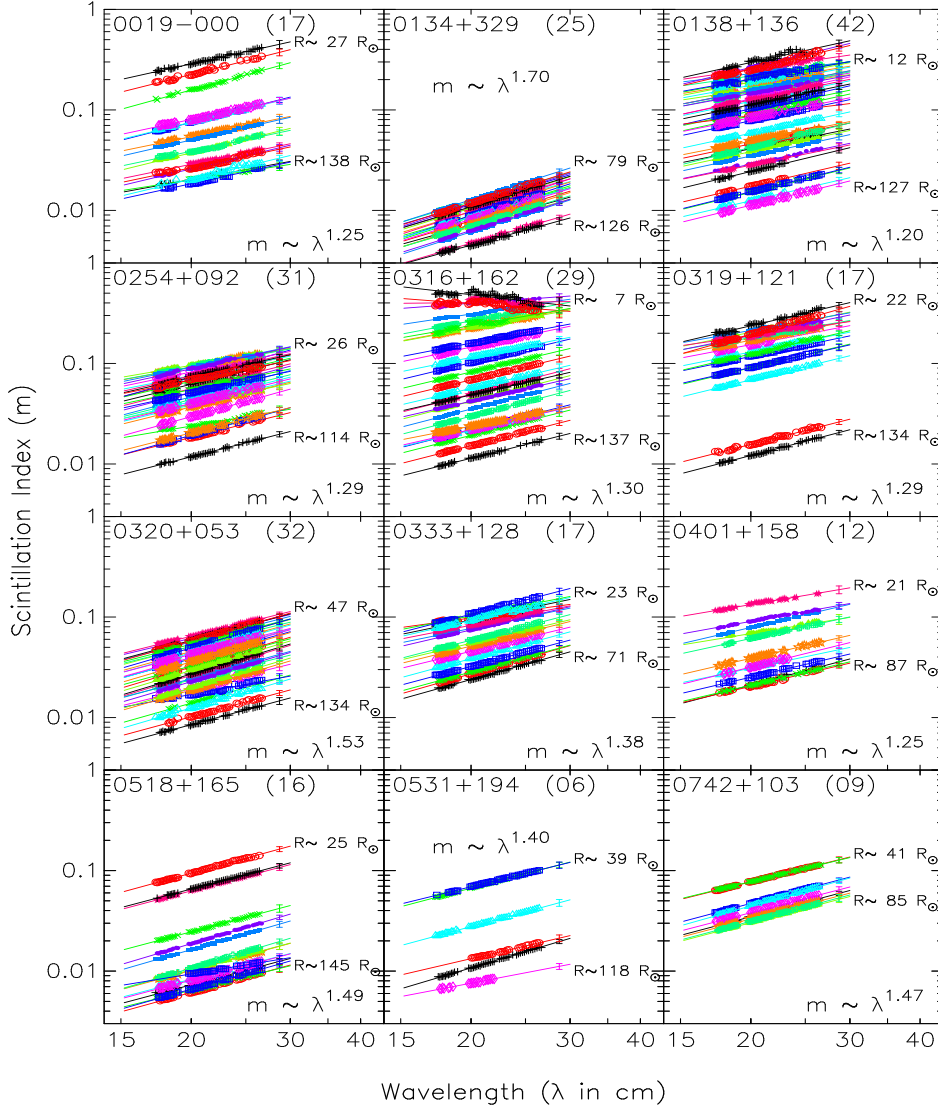 0019−000 (17)
R∼ 27 R⊙
R∼138 R⊙
m ∼ λ^1.25
0134+329 (25)
m ∼ λ^1.70
R∼ 79 R⊙
R∼126 R⊙
0138+136 (42)
R∼ 12 R⊙
R∼127 R⊙
m ∼ λ^1.20
1
0.1
0.01
1
0254+092 (31)
R∼ 26 R⊙
R∼114 R⊙
m ∼ λ^1.29
0316+162 (29)
R∼ 7 R⊙
R∼137 R⊙
m ∼ λ^1.30
0319+121 (17)
R∼ 22 R⊙
R∼134 R⊙
m ∼ λ^1.29
0.1
0.01
1
0320+053 (32)
R∼ 47 R⊙
R∼134 R⊙
m ∼ λ^1.53
0333+128 (17)
R∼ 23 R⊙
R∼ 71 R⊙
m ∼ λ^1.38
0401+158 (12)
R∼ 21 R⊙
R∼ 87 R⊙
m ∼ λ^1.25
0.1
0.01
1
0518+165 (16)
R∼ 25 R⊙
R∼145 R⊙
m ∼ λ^1.49
0531+194 (06)
m ∼ λ^1.40
R∼ 39 R⊙
R∼118 R⊙
0742+103 (09)
R∼ 41 R⊙
R∼ 85 R⊙
m ∼ λ^1.47
0.1
0.01
15 20 30 40 15 20 30 40 15 20 30 40
Scintillation Index (m)
Wavelength (λ in cm)